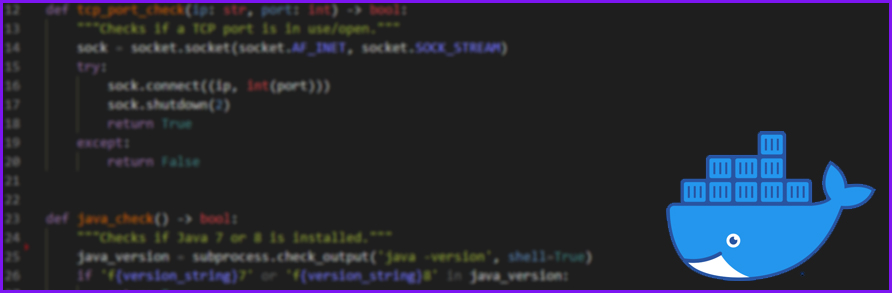 12 def tcp_port_check(ip: str, port: int) -> bool:
13 """Checks if a TCP port is in use/open."""
14 sock = socket.socket(socket.AF_INET, socket.SOCK_STREAM)
15 try:
16 sock.connect((ip, int(port)))
17 sock.shutdown(2)
18 return True
19 except:
20 return False
21
22
23 def java_check() -> bool:
24 """Checks if Java 7 or 8 is installed."""
25 java_version = subprocess.check_output('java -version', shell=True)
26 if 'f{version_string}7' or 'f{version_string}8' in java_version: